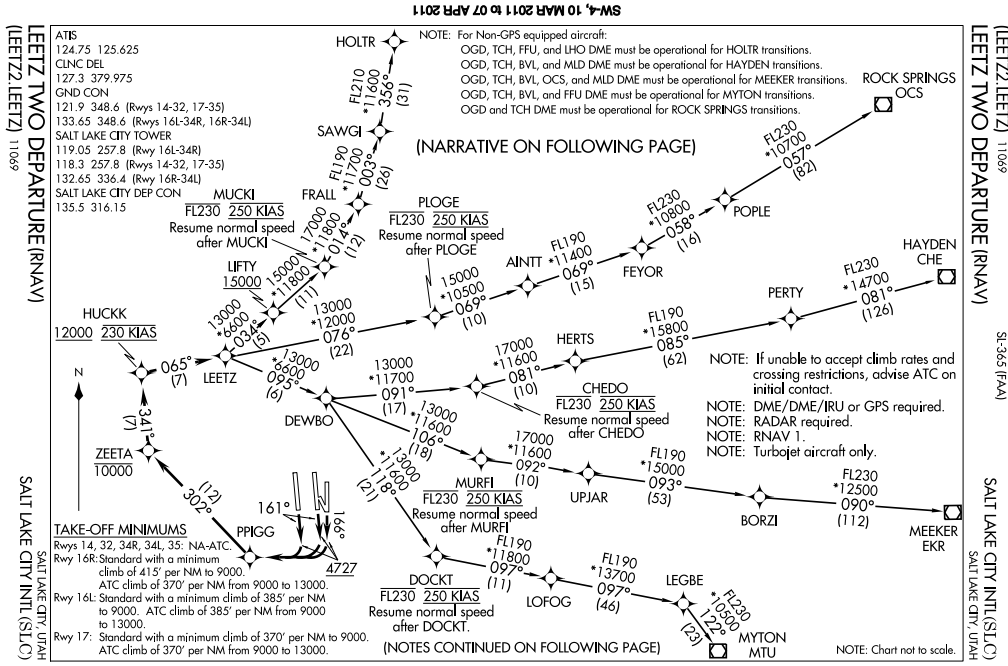 SW-4, 10 MAR 2011 to 07 APR 2011
(LEETZ2.LEETZ) 11069
LEETZ TWO DEPARTURE (RNAV)
SALT LAKE CITY INTL (SLC)
SALT LAKE CITY, UTAH
(LEETZ2.LEETZ) 11069
LEETZ TWO DEPARTURE (RNAV)
SL-365 (FAA)
SALT LAKE CITY INTL (SLC)
SALT LAKE CITY, UTAH
ATIS
124.75 125.625
CLNC DEL
127.3 379.975
GND CON
121.9 348.6 (Rwys 14-32, 17-35)
133.65 348.6 (Rwys 16L-34R, 16R-34L)
SALT LAKE CITY TOWER
119.05 257.8 (Rwy 16L-34R)
118.3 257.8 (Rwys 14-32, 17-35)
132.65 336.4 (Rwy 16R-34L)
SALT LAKE CITY DEP CON
135.5 316.15
NOTE: For Non-GPS equipped aircraft:
OGD, TCH, FFU, and LHO DME must be operational for HOLTR transitions.
OGD, TCH, BVL, and MLD DME must be operational for HAYDEN transitions.
OGD, TCH, BVL, OCS, and MLD DME must be operational for MEEKER transitions.
OGD, TCH, BVL, and FFU DME must be operational for MYTON transitions.
OGD and TCH DME must be operational for ROCK SPRINGS transitions.
(NARRATIVE ON FOLLOWING PAGE)
HOLTR
FL210
*11600
356°
(31)
SAWGI
FL190
*11700
003°
(26)
FRALL
17000
*11800
014°
(12)
MUCKI
FL230 250 KIAS
Resume normal speed
after MUCKI
15000
*11800
(11)
LIFTY
15000
13000
*6600
034°
(5)
HUCKK
12000 230 KIAS
065°
(7)
LEETZ
N
341°
(7)
ZEETA
10000
(12)
302°
PPIGG
161°
166°
4727
13000
*12000
076°
(22)
PLOGE
FL230 250 KIAS
Resume normal speed
after PLOGE
15000
*10500
069°
(10)
AINTT
FL190
*11400
069°
(15)
FEYOR
FL230
*10800
058°
(16)
POPLE
FL230
*10700
057°
(82)
ROCK SPRINGS
OCS
13000
*6600
095°
(6)
DEWBO
13000
*11700
091°
(17)
CHEDO
FL230 250 KIAS
Resume normal speed
after CHEDO
17000
*11600
081°
(10)
HERTS
FL190
*15800
085°
(62)
PERTY
FL230
*14700
081°
(126)
HAYDEN
CHE
13000
*11600
106°
(18)
MURFI
FL230 250 KIAS
Resume normal speed
after MURFI
17000
*11600
092°
(10)
UPJAR
FL190
*15000
093°
(53)
BORZI
FL230
*12500
090°
(112)
MEEKER
EKR
13000
*11600
118°
(21)
DOCKT
FL230 250 KIAS
Resume normal speed
after DOCKT.
FL190
*11800
097°
(11)
LOFOG
FL190
*13700
097°
(46)
LEGBE
FL230
*10500
122°
(23)
MYTON
MTU
NOTE: If unable to accept climb rates and
crossing restrictions, advise ATC on
initial contact.
NOTE: DME/DME/IRU or GPS required.
NOTE: RADAR required.
NOTE: RNAV 1.
NOTE: Turbojet aircraft only.
TAKE-OFF MINIMUMS
Rwys 14, 32, 34R, 34L, 35: NA-ATC.
Rwy 16R: Standard with a minimum
climb of 415' per NM to 9000.
ATC climb of 370' per NM from 9000 to 13000.
Rwy 16L: Standard with a minimum climb of 385' per NM
to 9000. ATC climb of 385' per NM from 9000
to 13000.
Rwy 17: Standard with a minimum climb of 370' per NM to 9000.
ATC climb of 370' per NM from 9000 to 13000.
(NOTES CONTINUED ON FOLLOWING PAGE)
NOTE: Chart not to scale.